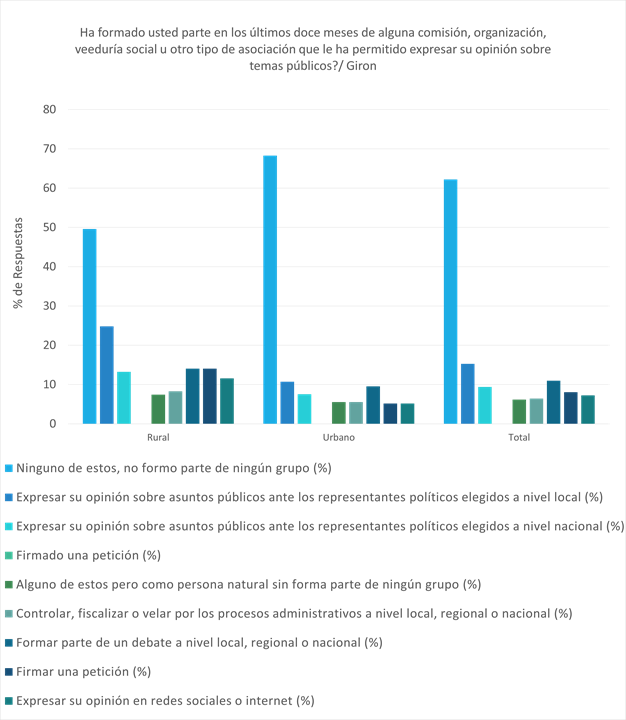 Ha formado usted parte en los últimos doce meses de alguna comisión, organización,
veeduría social u otro tipo de asociación que le ha permitido expresar su opinión sobre
temas públicos?/ Giron
80
70
60
50
40
30
20
10
0
% de Respuestas
Rural
Urbano
Total
Ninguno de estos, no formo parte de ningún grupo (%)
Expresar su opinión sobre asuntos públicos ante los representantes políticos elegidos a nivel local (%)
Expresar su opinión sobre asuntos públicos ante los representantes políticos elegidos a nivel nacional (%)
Firmado una petición (%)
Alguno de estos pero como persona natural sin forma parte de ningún grupo (%)
Controlar, fiscalizar o velar por los procesos administrativos a nivel local, regional o nacional (%)
Formar parte de un debate a nivel local, regional o nacional (%)
Firmar una petición (%)
Expresar su opinión en redes sociales o internet (%)